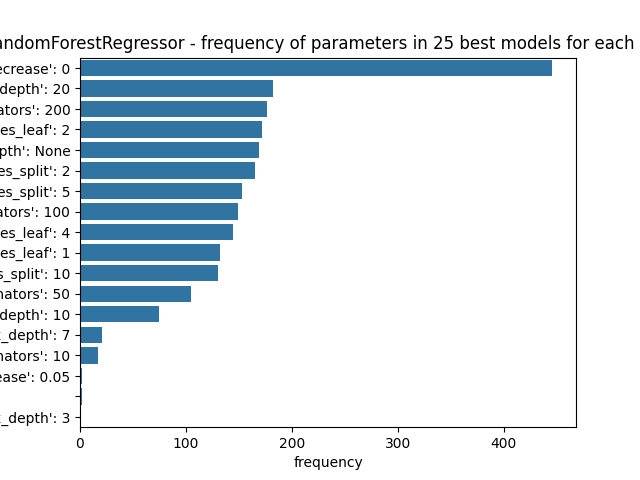 andomForestRegressor - frequency of parameters in 25 best models for each
ecrease': 0
depth': 20
ators': 200
es_leaf': 2
pth': None
es_split': 2
es_split': 5
ators': 100
es_leaf': 4
es_leaf': 1
s_split': 10
nators': 50
depth': 10
_depth': 7
nators': 10
ease': 0.05
_depth': 3
0 100 200 300 400
frequency